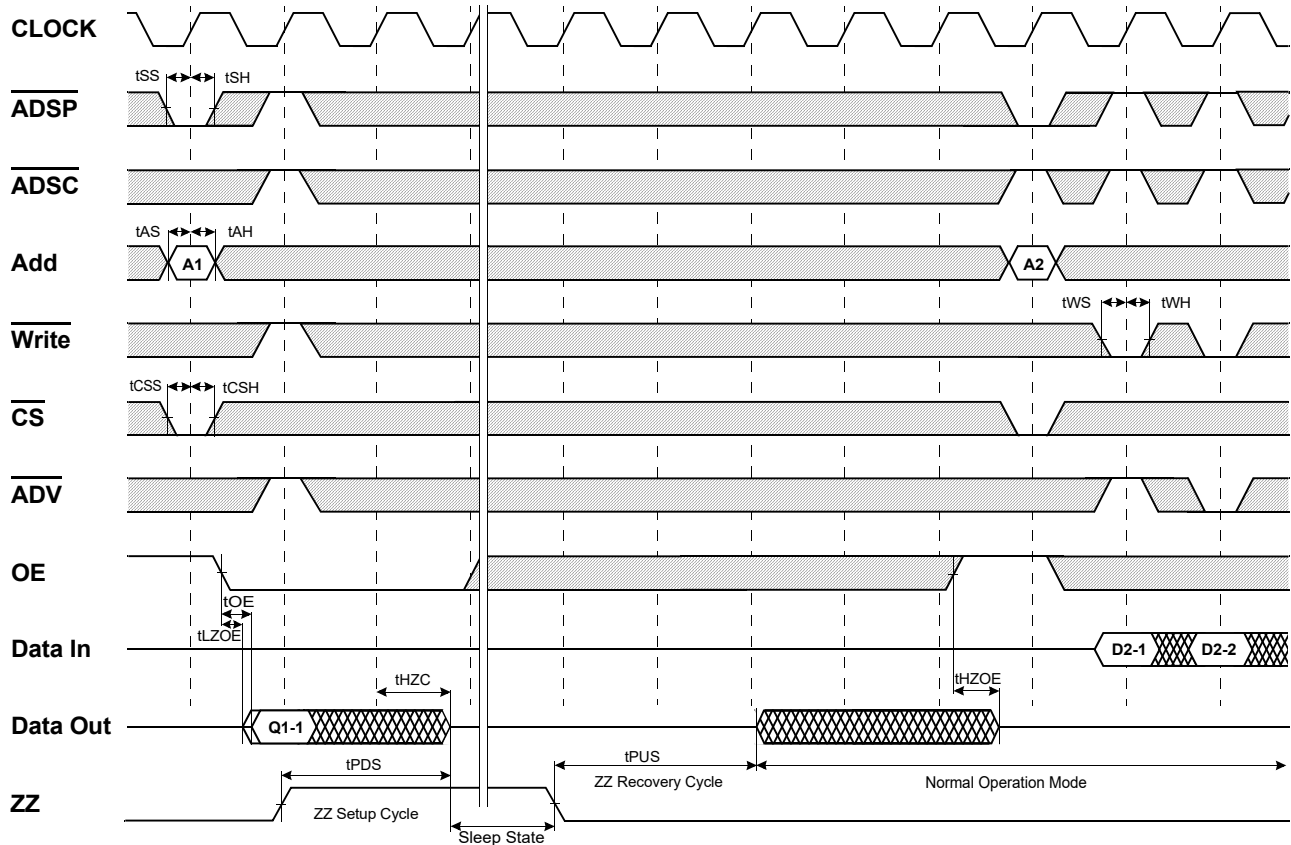 CLOCK
tSS
tSH
ADSP
ADSC
tAS
tAH
Add
A1
A2
tWS
tWH
Write
tCSS
tCSH
CS
ADV
OE
tOE
tLZOE
Data In
D2-1
D2-2
tHZC
tHZOE
Data Out
Q1-1
tPDS
tPUS
ZZ Recovery Cycle
Normal Operation Mode
ZZ
ZZ Setup Cycle
Sleep State